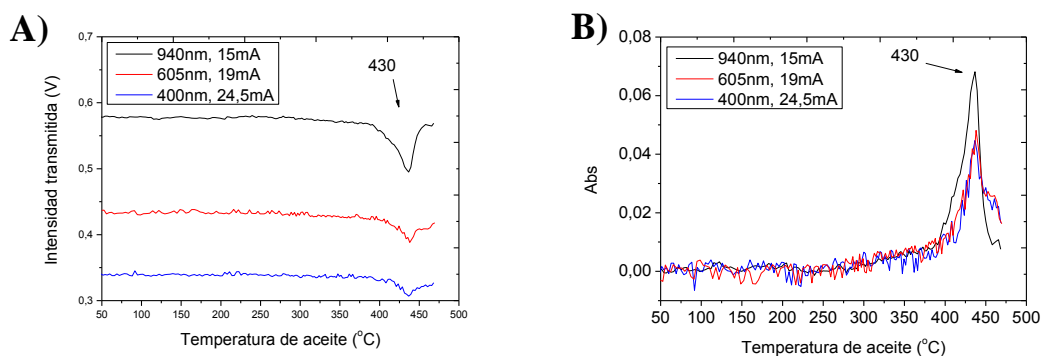 A)
0,7
0,6
0,5
0,4
0,3
Intensidad transmitida (V)
940nm, 15mA
605nm, 19mA
400nm, 24,5mA
430
50 100 150 200 250 300 350 400 450 500
Temperatura de aceite (°C)
B)
0,08
0,06
0,04
0,02
0,00
Abs
940nm, 15mA
605nm, 19mA
400nm, 24,5mA
430
50 100 150 200 250 300 350 400 450 500
Temperatura de aceite (°C)